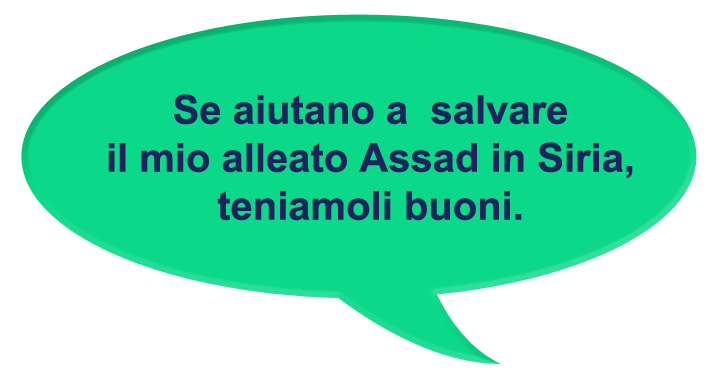 Se aiutano a  salvare
il mio alleato Assad in Siria,
teniamoli buoni.